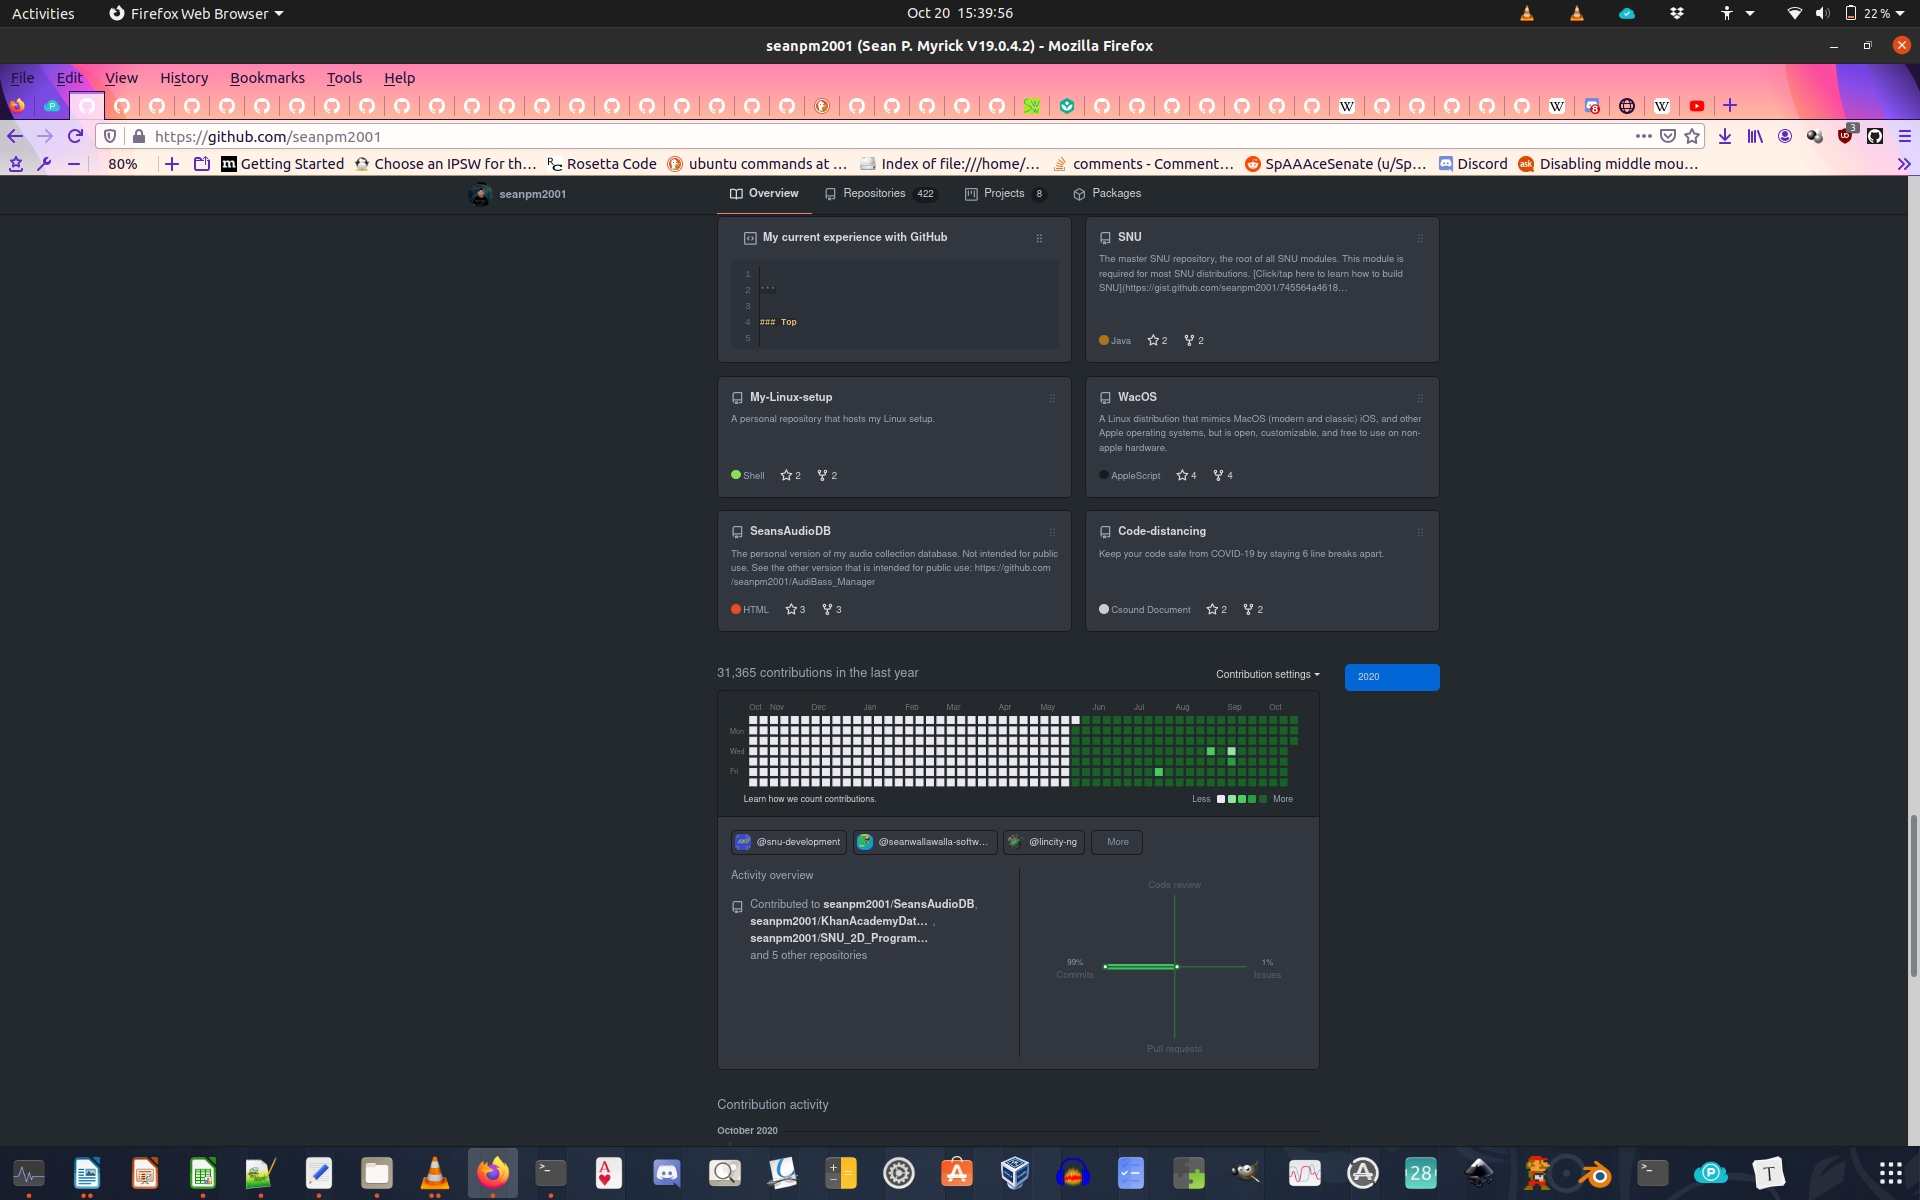 Activities Firefox Web Browser Oct 20 15:39:56 22 %
seanpm2001 (Sean P. Myrick V19.0.4.2) - Mozilla Firefox
File Edit View History Bookmarks Tools Help
https://github.com/seanpm2001 3
80% Getting Started Choose an IPSW for th… Rosetta Code ubuntu commands at … Index of file:///home/… comments - Comment… SpAAAceSenate (u/Sp… Discord Disabling middle mou…
seanpm2001 Overview Repositories 422 Projects 8 Packages
My current experience with GitHub
1
2 ```
3
4 ### Top
5
SNU
The master SNU repository, the root of all SNU modules. This module is
required for most SNU distributions. [Click/tap here to learn how to build
SNU](https://gist.github.com/seanpm2001/745564a4618…
Java 2 2
My-Linux-setup
A personal repository that hosts my Linux setup.
Shell 2 2
WacOS
A Linux distribution that mimics MacOS (modern and classic) iOS, and other
Apple operating systems, but is open, customizable, and free to use on non-
apple hardware.
AppleScript 4 4
SeansAudioDB
The personal version of my audio collection database. Not intended for public
use. See the other version that is intended for public use: https://github.com
/seanpm2001/AudiBass_Manager
HTML 3 3
Code-distancing
Keep your code safe from COVID-19 by staying 6 line breaks apart.
Csound Document 2 2
31,365 contributions in the last year Contribution settings 2020
Oct Nov Dec Jan Feb Mar Apr May Jun Jul Aug Sep Oct
Mon
Wed
Fri
Learn how we count contributions. Less More
@snu-development @seanwallawalla-softw… @lincity-ng More
Activity overview
Contributed to seanpm2001/SeansAudioDB,
seanpm2001/KhanAcademyDat… ,
seanpm2001/SNU_2D_Program…
and 5 other repositories
Code review
99% Commits
1% Issues
Pull requests
Contribution activity
October 2020
28